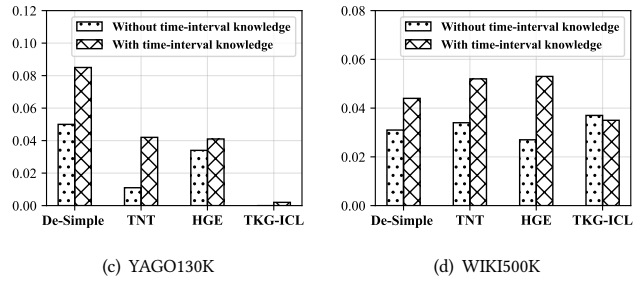 0.12
0.10
0.08
0.06
0.04
0.02
0.00
Without time-interval knowledge
With time-interval knowledge
De-Simple TNT HGE TKG-ICL
(c) YAGO130K
0.08
0.06
0.04
0.02
0.00
Without time-interval knowledge
With time-interval knowledge
De-Simple TNT HGE TKG-ICL
(d) WIKI500K